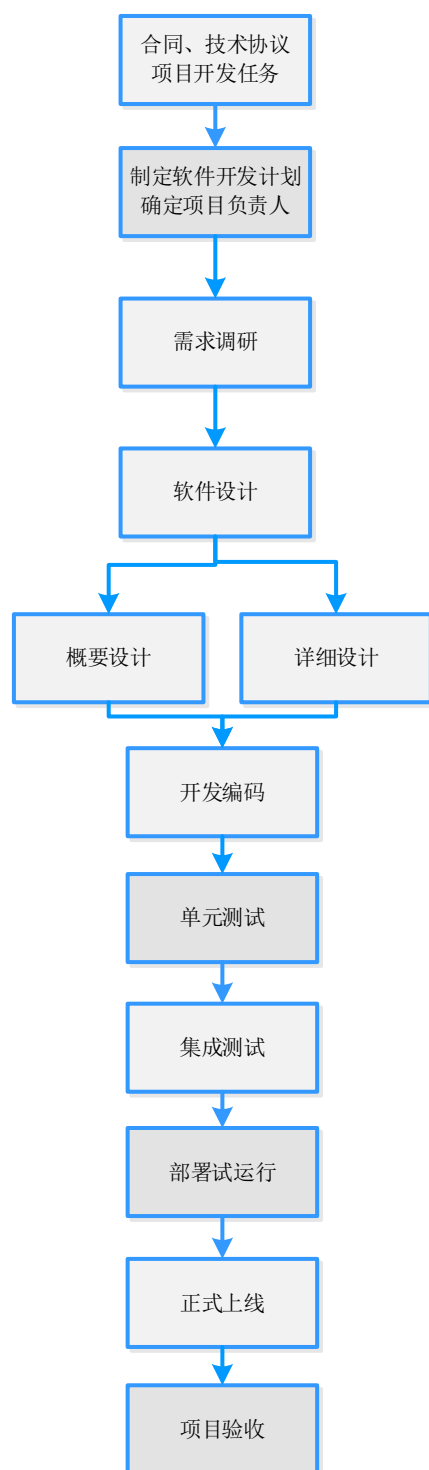 合同、技术协议
项目开发任务
制定软件开发计划
确定项目负责人
需求调研
软件设计
概要设计
详细设计
开发编码
单元测试
集成测试
部署试运行
正式上线
项目验收